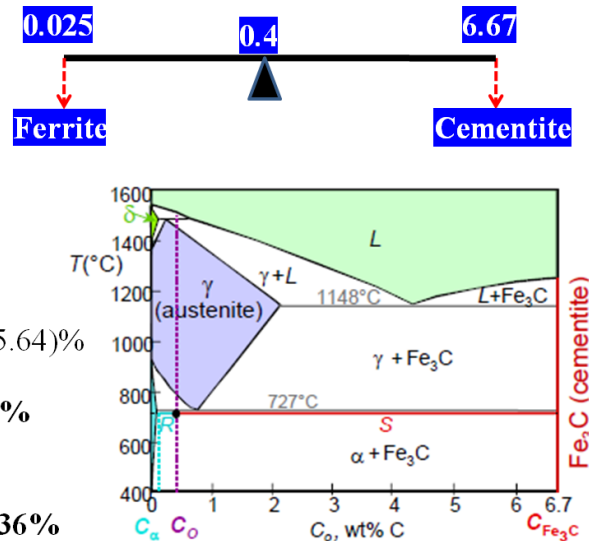 0.025
0.4
6.67
Ferrite
Cementite
1600
δ
1400
T(°C)
L
γ+L
γ
(austenite)
1200
1148°C
L+Fe3C
5.64)%
1000
γ + Fe3C
%
800
727°C
R
S
600
α + Fe3C
400
36%
0
1
2
3
4
5
6
6.7
Cα
CO
Co, wt% C
CFe3C
Fe3C (cementite)